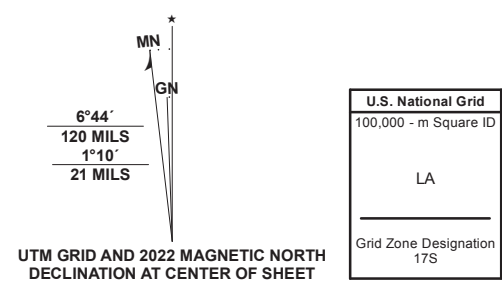 ★
MN
GN
6°44´
120 MILS
1°10´
21 MILS
UTM GRID AND 2022 MAGNETIC NORTH
DECLINATION AT CENTER OF SHEET
U.S. National Grid
100,000 - m Square ID
LA
Grid Zone Designation
17S